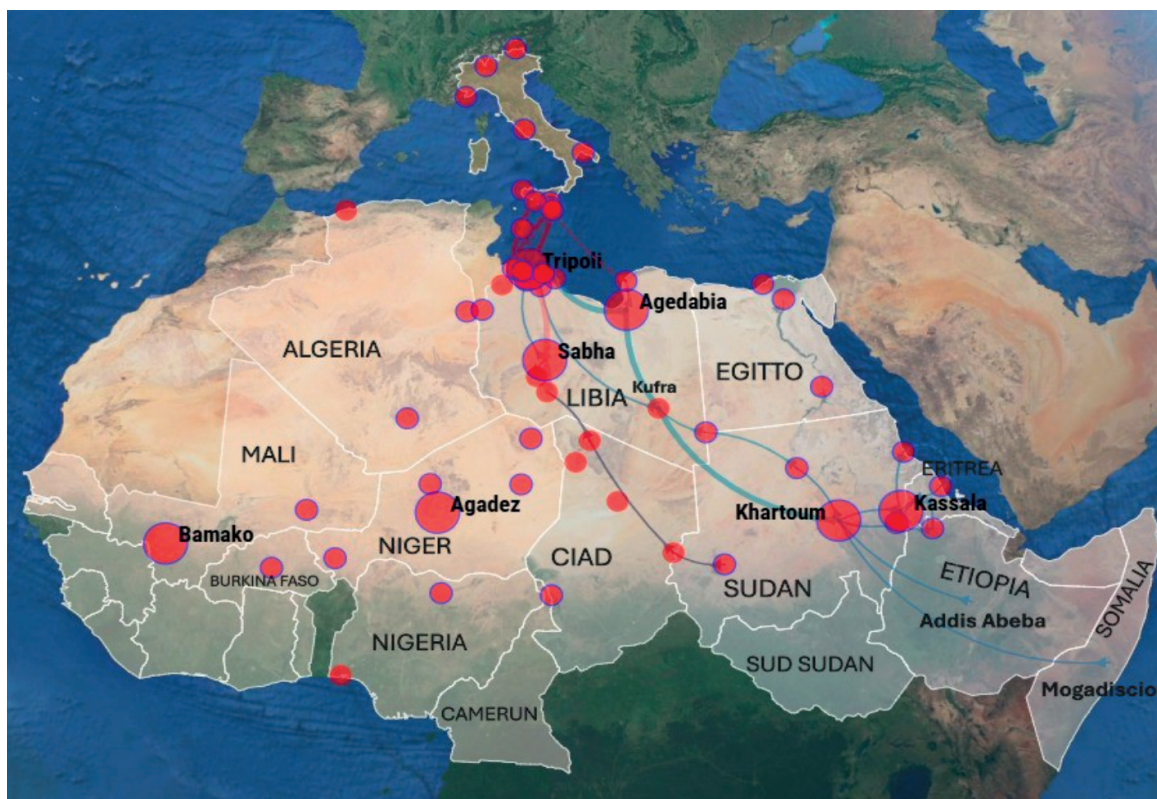 Tripoli
Agedabia
ALGERIA
Sabha
EGITTO
Kufra
LIBIA
MALI
ERITREA
Agadez
Khartoum
Kassala
Bamako
NIGER
CIAD
BURKINA FASO
SUDAN
ETIOPIA
SOMALIA
Addis Abeba
NIGERIA
SUD SUDAN
Mogadiscio
CAMERUN